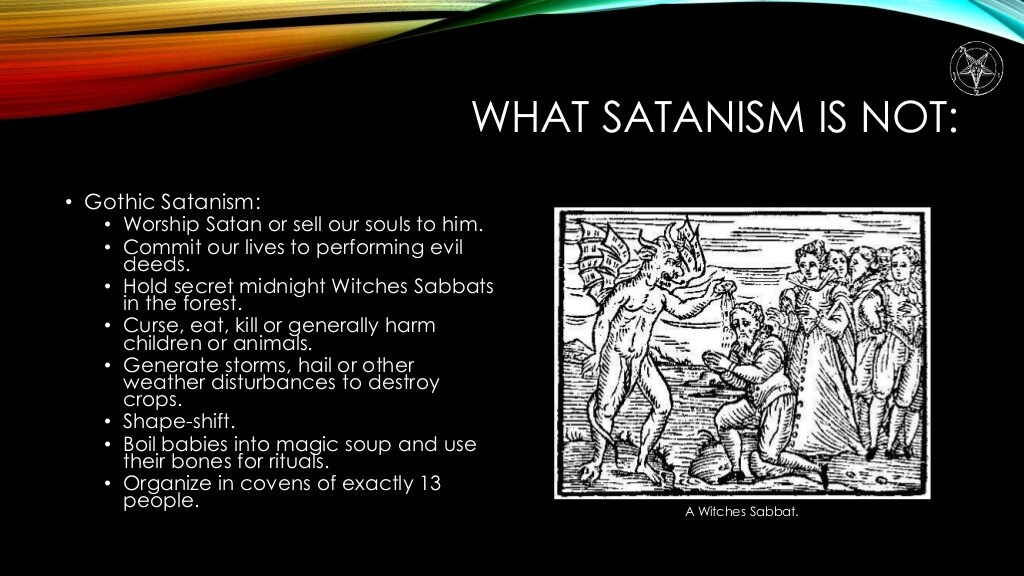 WHAT SATANISM IS NOT:
• Gothic Satanism:
• Worship Satan or sell our souls to him.
• Commit our lives to performing evil
deeds.
• Hold secret midnight Witches Sabbats
in the forest.
• Curse, eat, kill or generally harm
children or animals.
• Generate storms, hail or other
weather disturbances to destroy
crops.
• Shape-shift.
• Boil babies into magic soup and use
their bones for rituals.
• Organize in covens of exactly 13
people.
A Witches Sabbat.